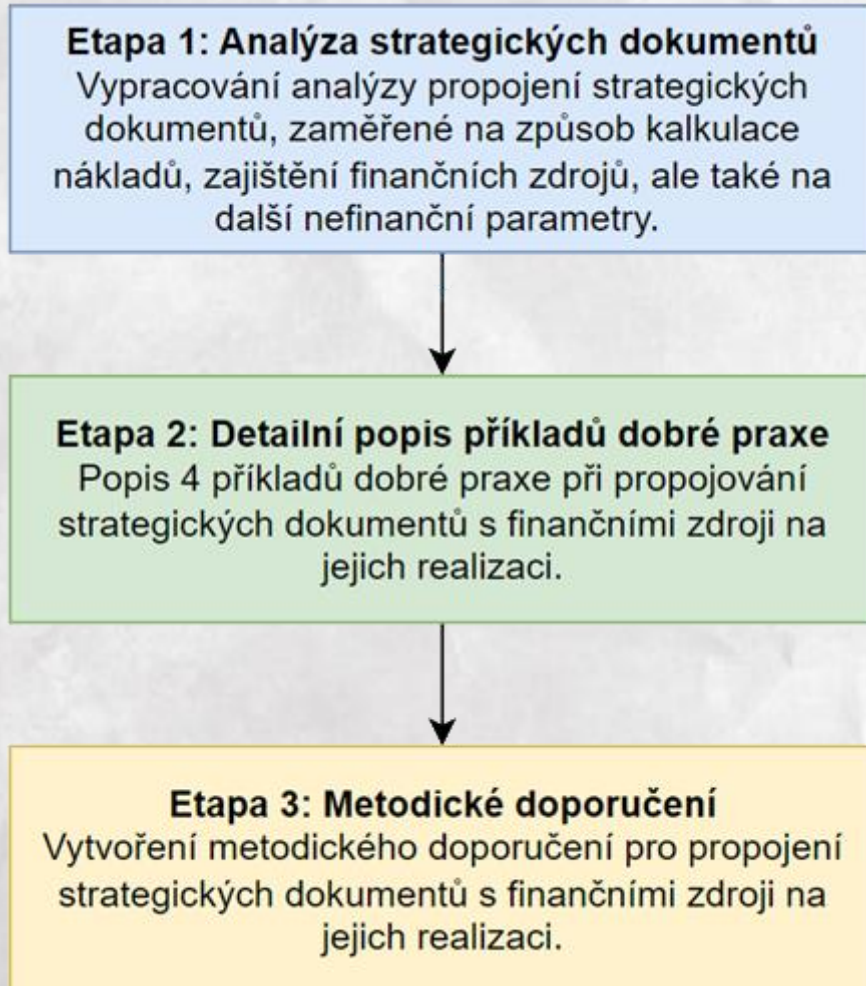 Etapa 1: Analýza strategických dokumentů
Vypracování analýzy propojení strategických
dokumentů, zaměřené na způsob kalkulace
nákladů, zajištění finančních zdrojů, ale také na
další nefinanční parametry.
Etapa 2: Detailní popis příkladů dobré praxe
Popis 4 příkladů dobré praxe při propojování
strategických dokumentů s finančními zdroji na
jejich realizaci.
Etapa 3: Metodické doporučení
Vytvoření metodického doporučení pro propojení
strategických dokumentů s finančními zdroji na
jejich realizaci.